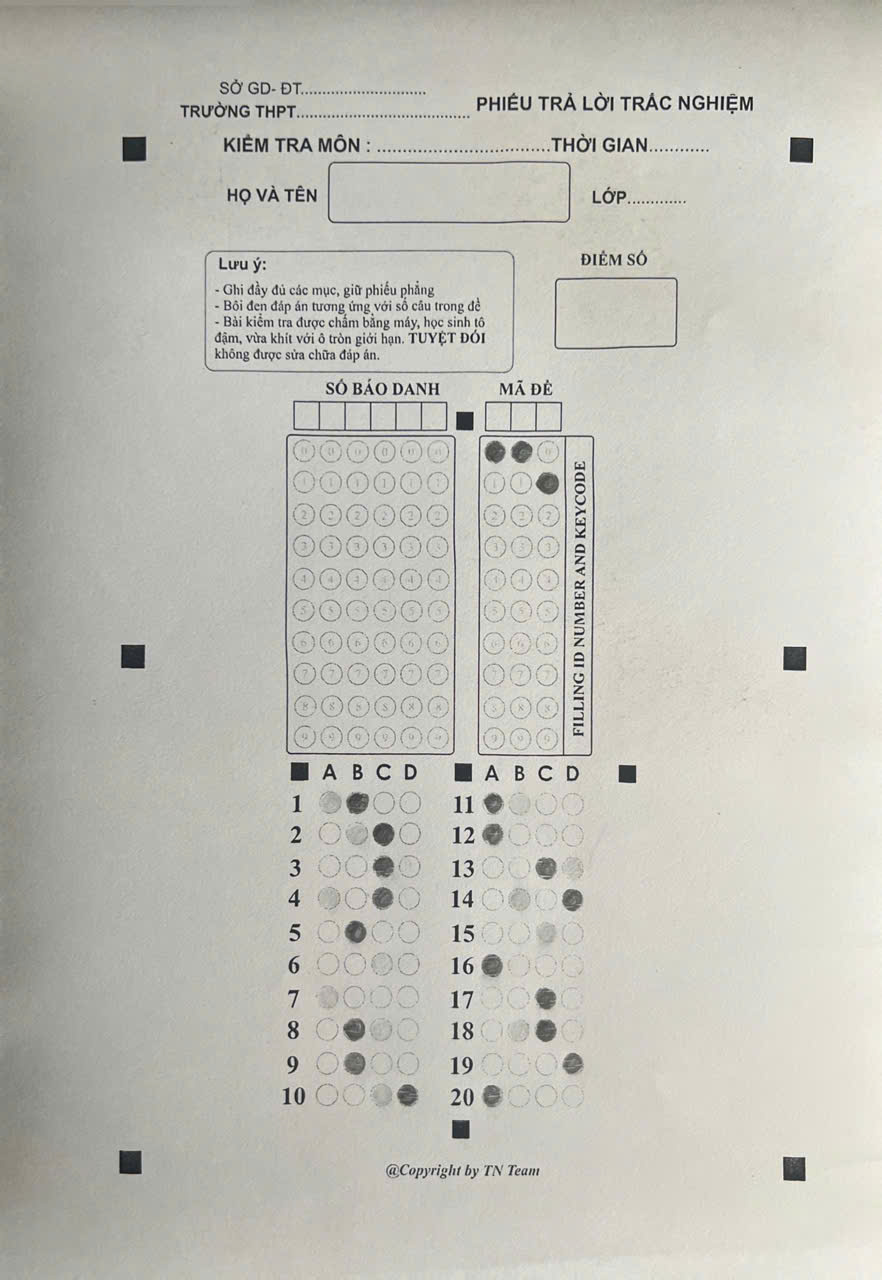 SỞ GD- ĐT..............................
TRƯỜNG THPT.........................................
PHIẾU TRẢ LỜI TRẮC NGHIỆM
KIỂM TRA MÔN : ..................................THỜI GIAN............
HỌ VÀ TÊN
LỚP.............
Lưu ý:
- Ghi đầy đủ các mục, giữ phiếu phẳng
- Bôi đen đáp án tương ứng với số câu trong đề
- Bài kiểm tra được chấm bằng máy, học sinh tô
đậm, vừa khít với ô tròn giới hạn. TUYỆT ĐỐI
không được sửa chữa đáp án.
ĐIỂM SỐ
SỐ BÁO DANH
MÃ ĐỀ
0 0 0 0 0 0 0
1 1 1 1 1 1 1 1
2 2 2 2 2 2 2 2 2
3 3 3 3 3 3 3 3 3
4 4 4 4 4 4 4 4 4
5 5 5 5 5 5 5 5 5
6 6 6 6 6 6 6 6 6
7 7 7 7 7 7 7 7 7
8 8 8 8 8 8 8 8 8
9 9 9 9 9 9 9 9 9
FILLING ID NUMBER AND KEYCODE
A B C D
1
2
3
4
5
6
7
8
9
10
A B C D
11
12
13
14
15
16
17
18
19
20
@Copyright by TN Team